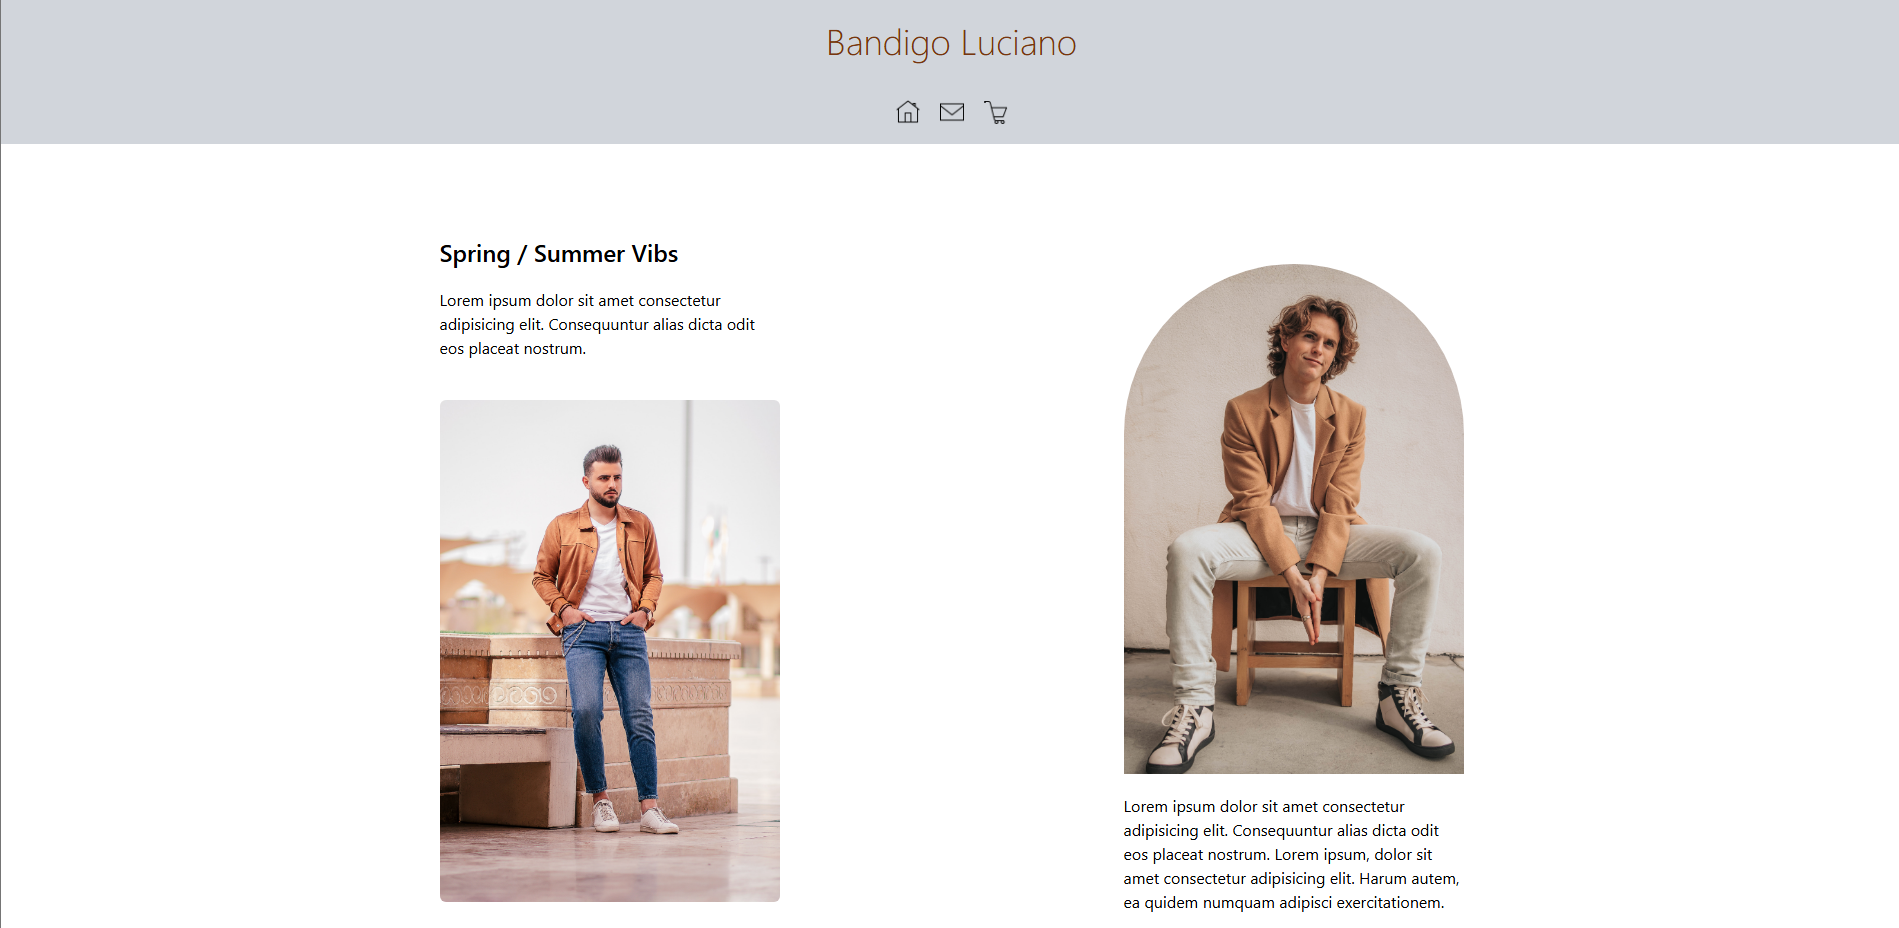 Bandigo Luciano
Spring / Summer Vibs
Lorem ipsum dolor sit amet consectetur
adipisicing elit. Consequuntur alias dicta odit
eos placeat nostrum.
Lorem ipsum dolor sit amet consectetur
adipisicing elit. Consequuntur alias dicta odit
eos placeat nostrum. Lorem ipsum, dolor sit
amet consectetur adipisicing elit. Harum autem,
ea quidem numquam adipisci exercitationem.